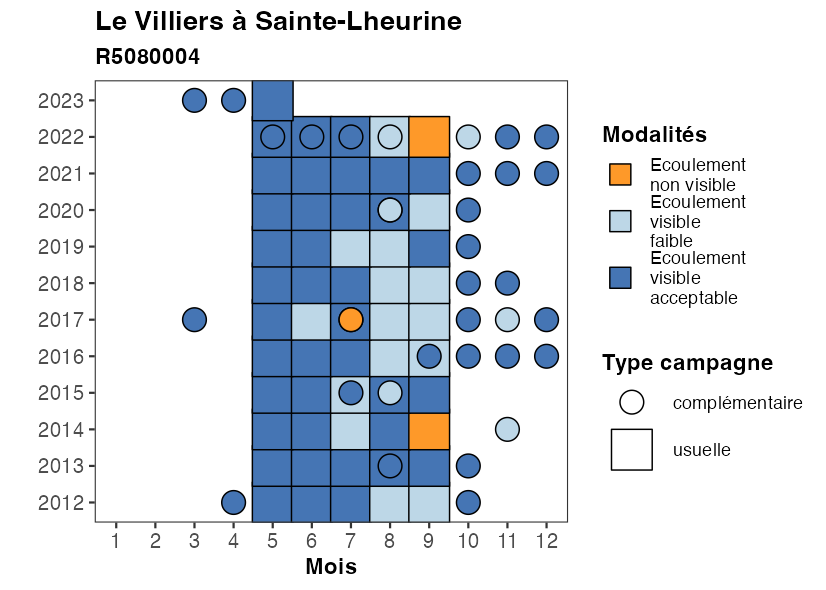 Le Villiers à Sainte-Lheurine
R5080004
2023
2022
2021
2020
2019
2018
2017
2016
2015
2014
2013
2012
1 2 3 4 5 6 7 8 9 10 11 12
Mois
Modalités
Ecoulement
non visible
Ecoulement
visible
faible
Ecoulement
visible
acceptable
Type campagne
complémentaire
usuelle